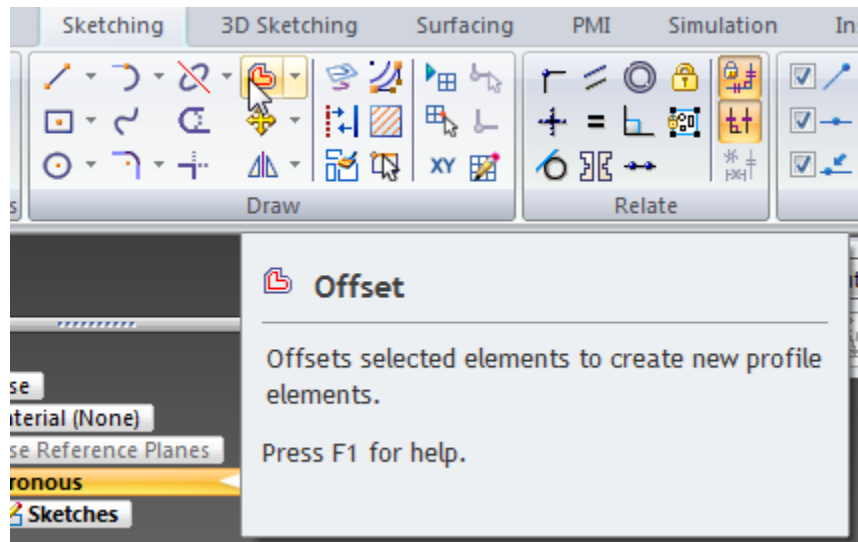 Sketching 3D Sketching Surfacing PMI Simulation In
XY
s Draw Relate
Offset
Offsets selected elements to create new profile
elements.
Press F1 for help.
se
aterial (None)
se Reference Planes
ronous
Sketches